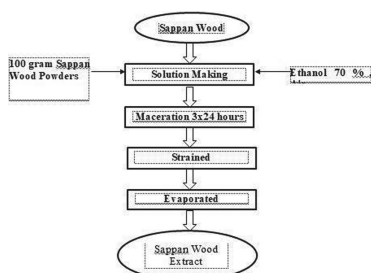 Sappan Wood
100 gram Sappan
Wood Powders
Solution Making
Ethanol 70 %
Maceration 3x24 hours
Strained
Evaporated
Sappan Wood
Extract